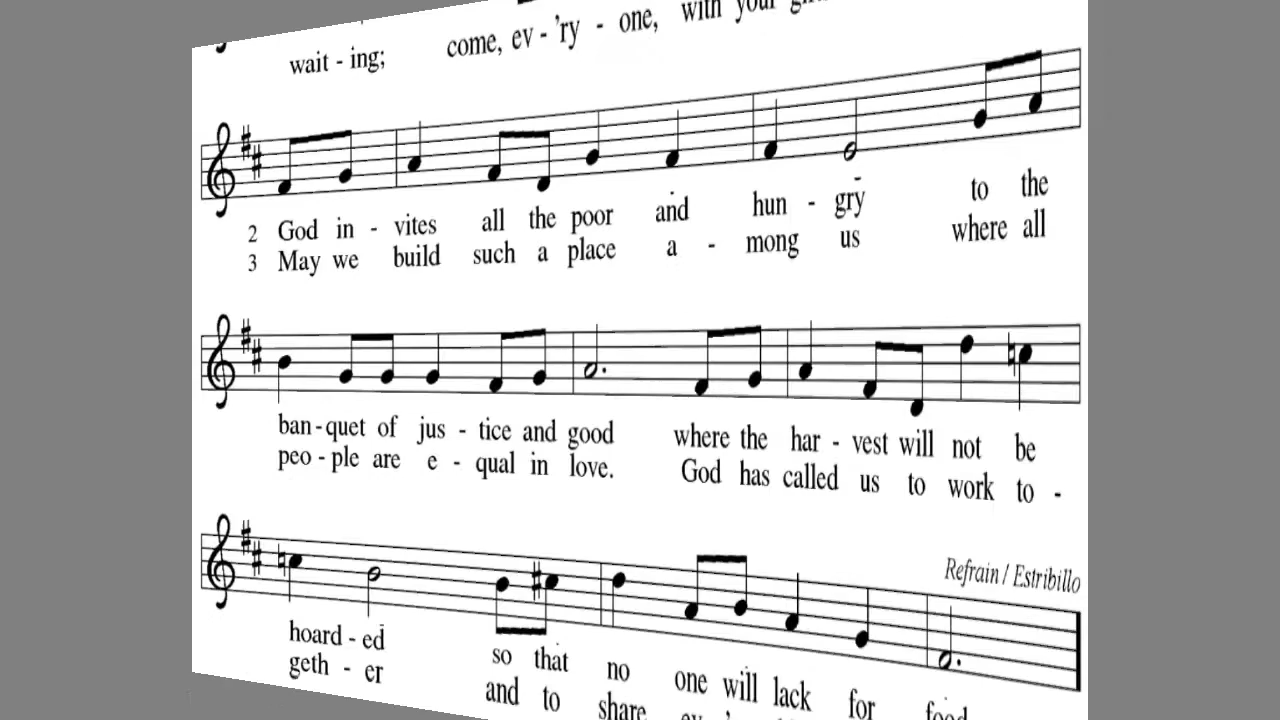 wait - ing; come, ev - 'ry - one, with your
2 God in - vites all the poor and hun - gry to the
3 May we build such a place a - mong us where all
ban - quet of jus - tice and good where the har - vest will not be
peo - ple are e - qual in love. God has called us to work to -
Refrain / Estribillo
hoard - ed so that no one will lack for food
geth - er and to share